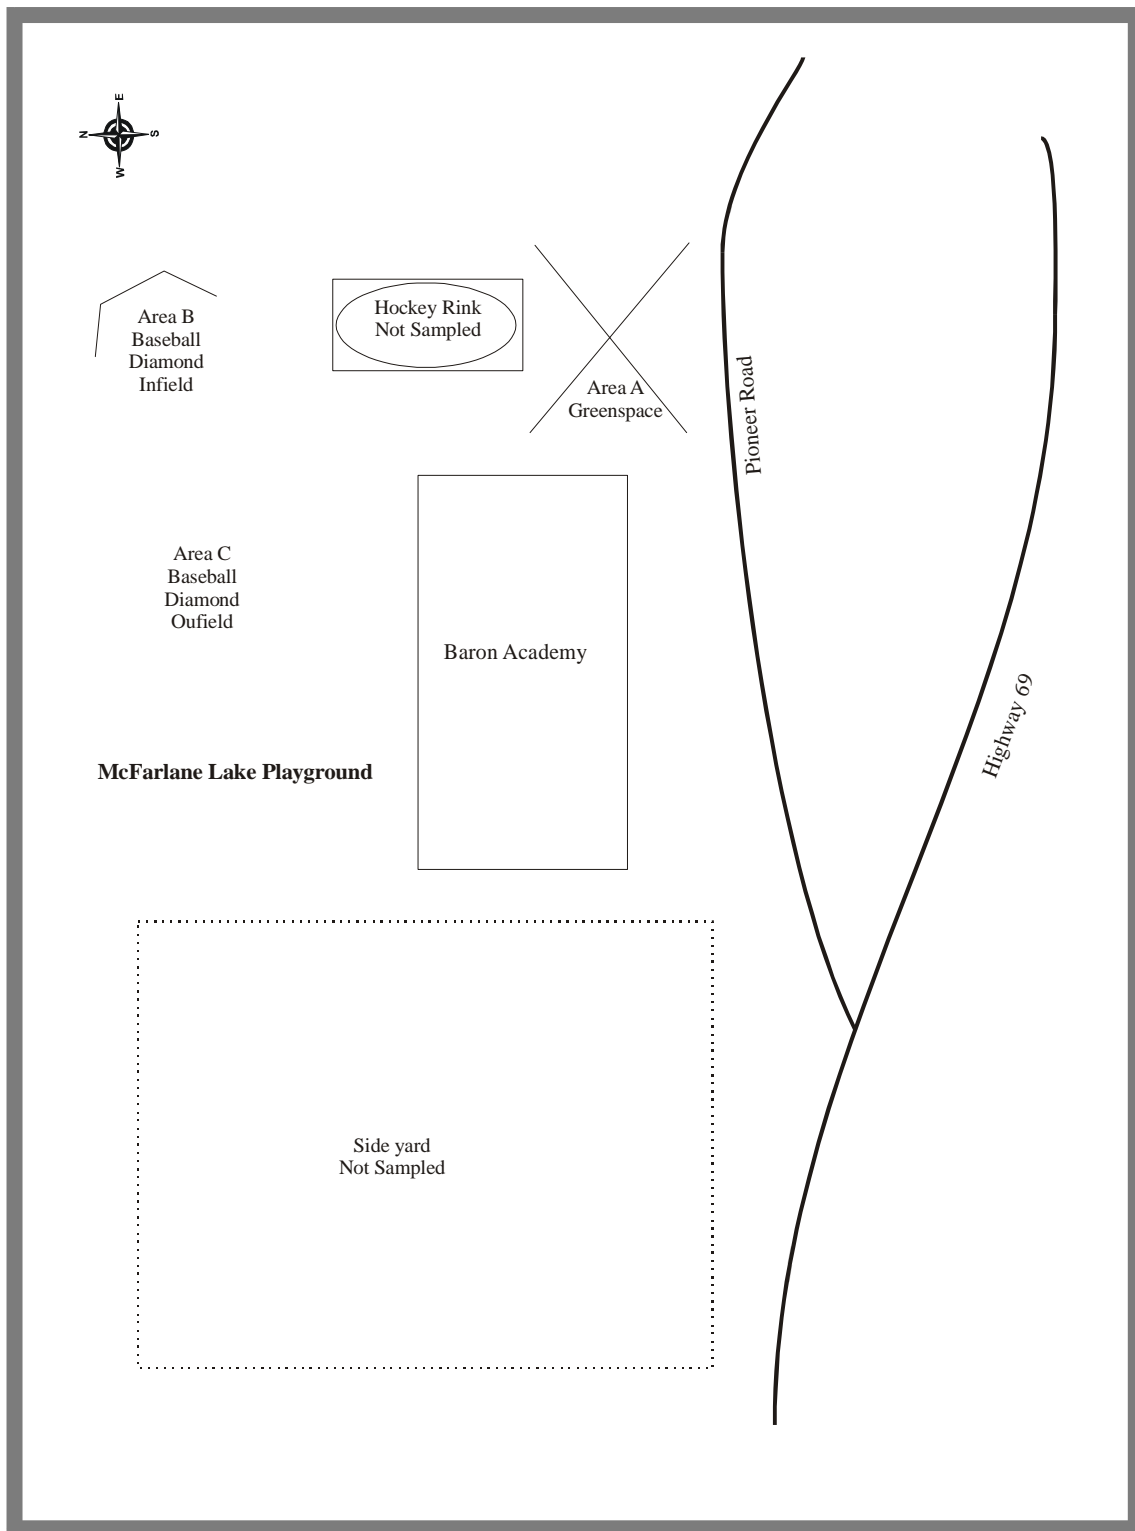 E
N
S
W
Hockey Rink
Not Sampled
Area B
Baseball
Diamond
Infield
Area A
Greenspace
Pioneer Road
Area C
Baseball
Diamond
Oufield
Baron Academy
Highway 69
McFarlane Lake Playground
Side yard
Not Sampled